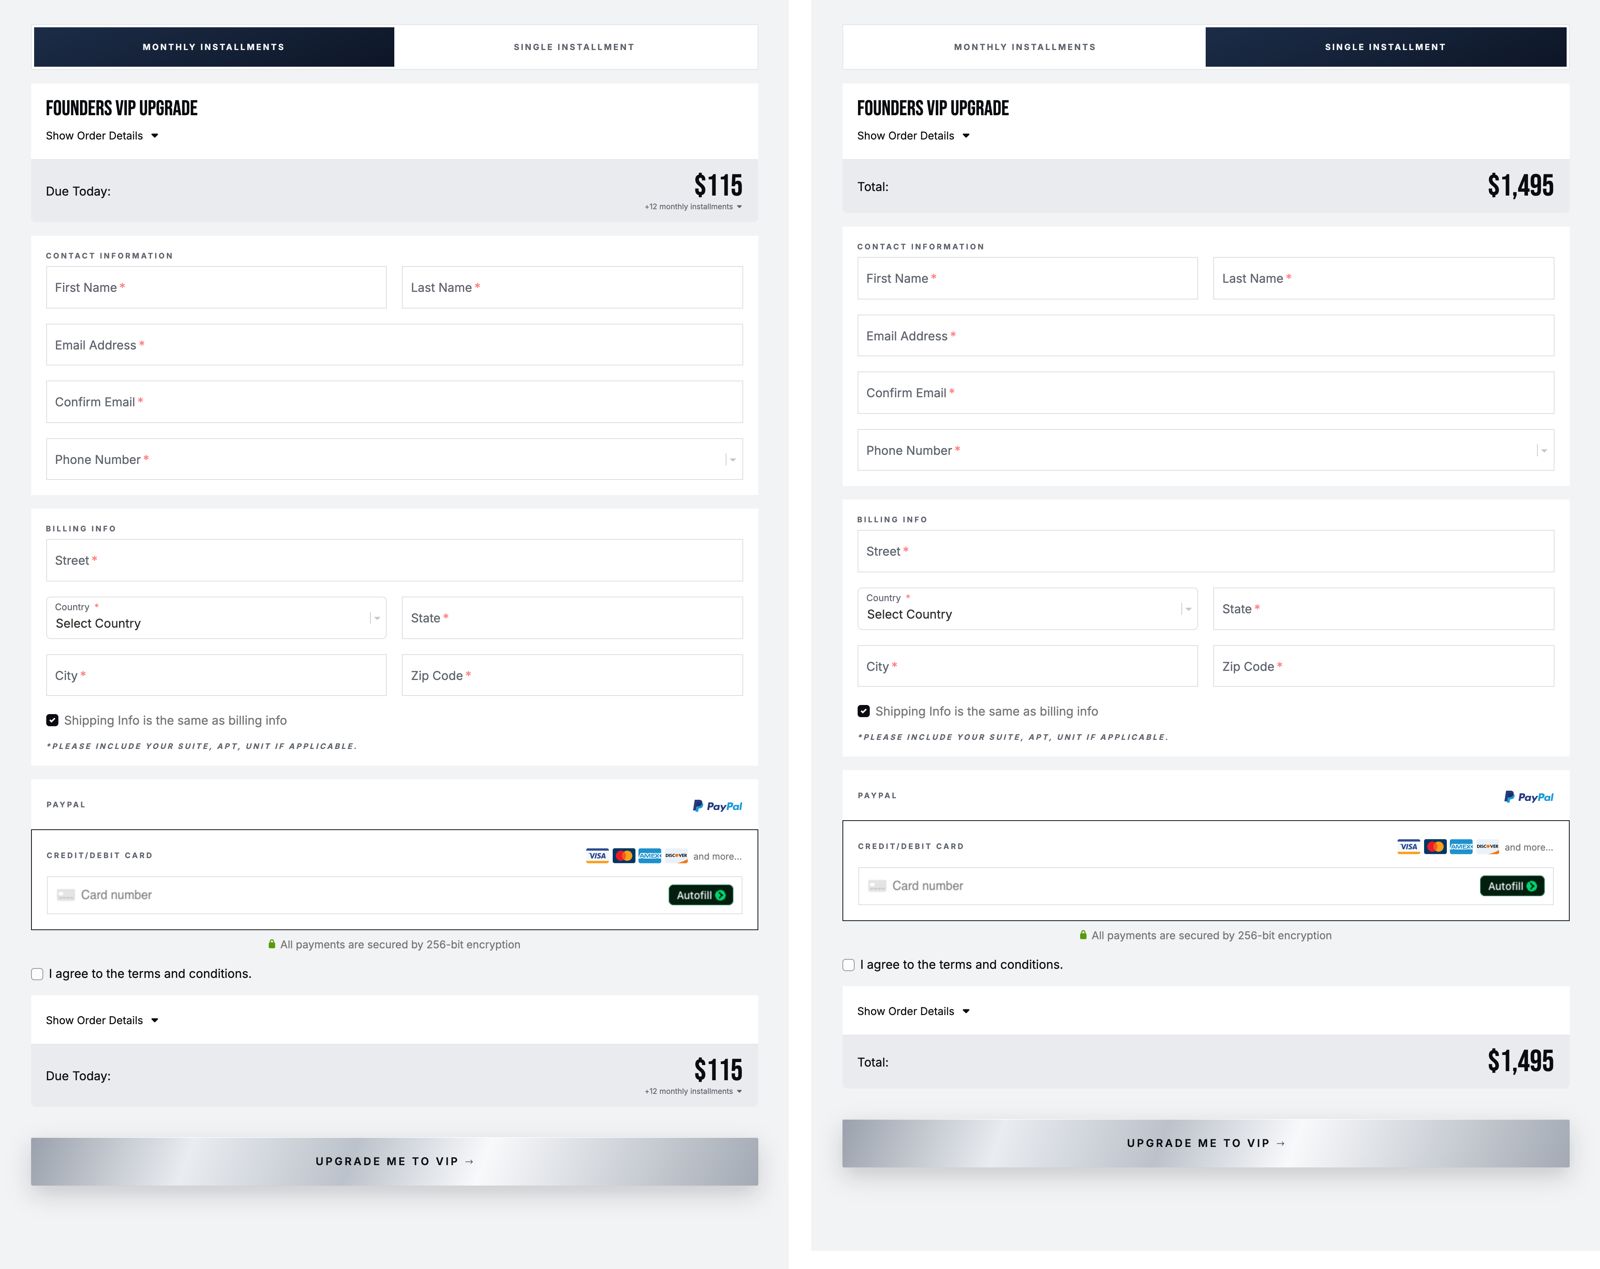 MONTHLY INSTALLMENTS
SINGLE INSTALLMENT
FOUNDERS VIP UPGRADE
Show Order Details
Due Today:
$115
+12 monthly installments
CONTACT INFORMATION
First Name *
Last Name *
Email Address *
Confirm Email *
Phone Number *
BILLING INFO
Street *
Country *
Select Country
State *
City *
Zip Code *
Shipping Info is the same as billing info
*PLEASE INCLUDE YOUR SUITE, APT, UNIT IF APPLICABLE.
PAYPAL
PayPal
CREDIT/DEBIT CARD
VISA
AMEX
DISCOVER
and more...
Card number
Autofill
All payments are secured by 256-bit encryption
I agree to the terms and conditions.
Show Order Details
Due Today:
$115
+12 monthly installments
UPGRADE ME TO VIP →
MONTHLY INSTALLMENTS
SINGLE INSTALLMENT
FOUNDERS VIP UPGRADE
Show Order Details
Total:
$1,495
CONTACT INFORMATION
First Name *
Last Name *
Email Address *
Confirm Email *
Phone Number *
BILLING INFO
Street *
Country *
Select Country
State *
City *
Zip Code *
Shipping Info is the same as billing info
*PLEASE INCLUDE YOUR SUITE, APT, UNIT IF APPLICABLE.
PAYPAL
PayPal
CREDIT/DEBIT CARD
VISA
AMEX
DISCOVER
and more...
Card number
Autofill
All payments are secured by 256-bit encryption
I agree to the terms and conditions.
Show Order Details
Total:
$1,495
UPGRADE ME TO VIP →